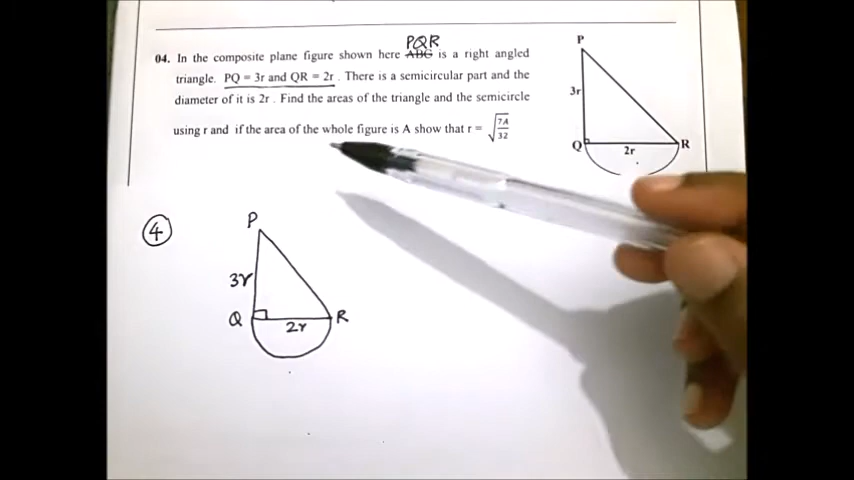 PQR
04. In the composite plane figure shown here ABG is a right angled
triangle. PQ = 3r and QR = 2r . There is a semicircular part and the
diameter of it is 2r . Find the areas of the triangle and the semicircle
using r and if the area of the whole figure is A show that r = √(7A/32)
P
3r
Q
2r
R
4
P
3r
Q
2r
R